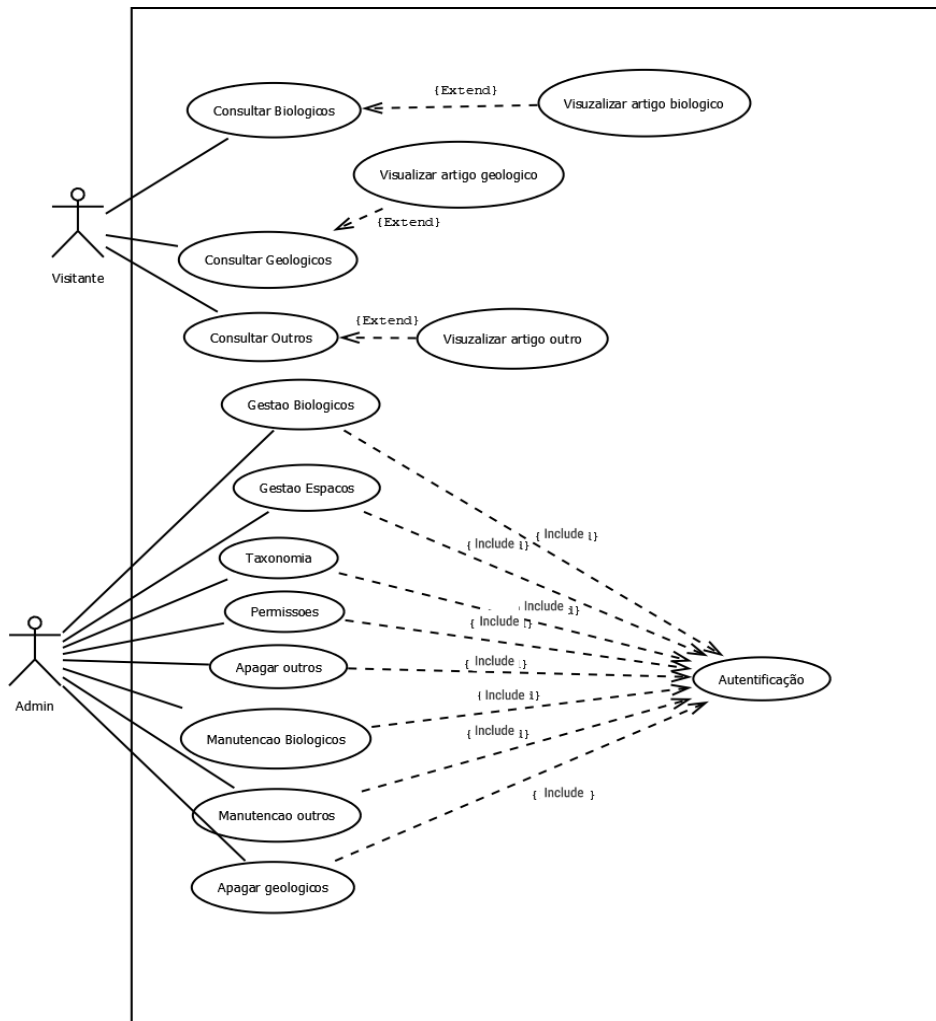 Consultar Biologicos
{Extend}
Visuzalizar artigo biologico
Visualizar artigo geologico
{Extend}
Visitante
Consultar Geologicos
{Extend}
Consultar Outros
Visuzalizar artigo outro
Gestao Biologicos
Gestao Espacos
{ Include }
{ Include }
Taxonomia
Permissoes
{ Include }
{ Include
Apagar outros
{ Include
Admin
Autentificação
{ Include }
Manutencao Biologicos
{ Include }
{ Include }
Manutencao outros
Apagar geologicos